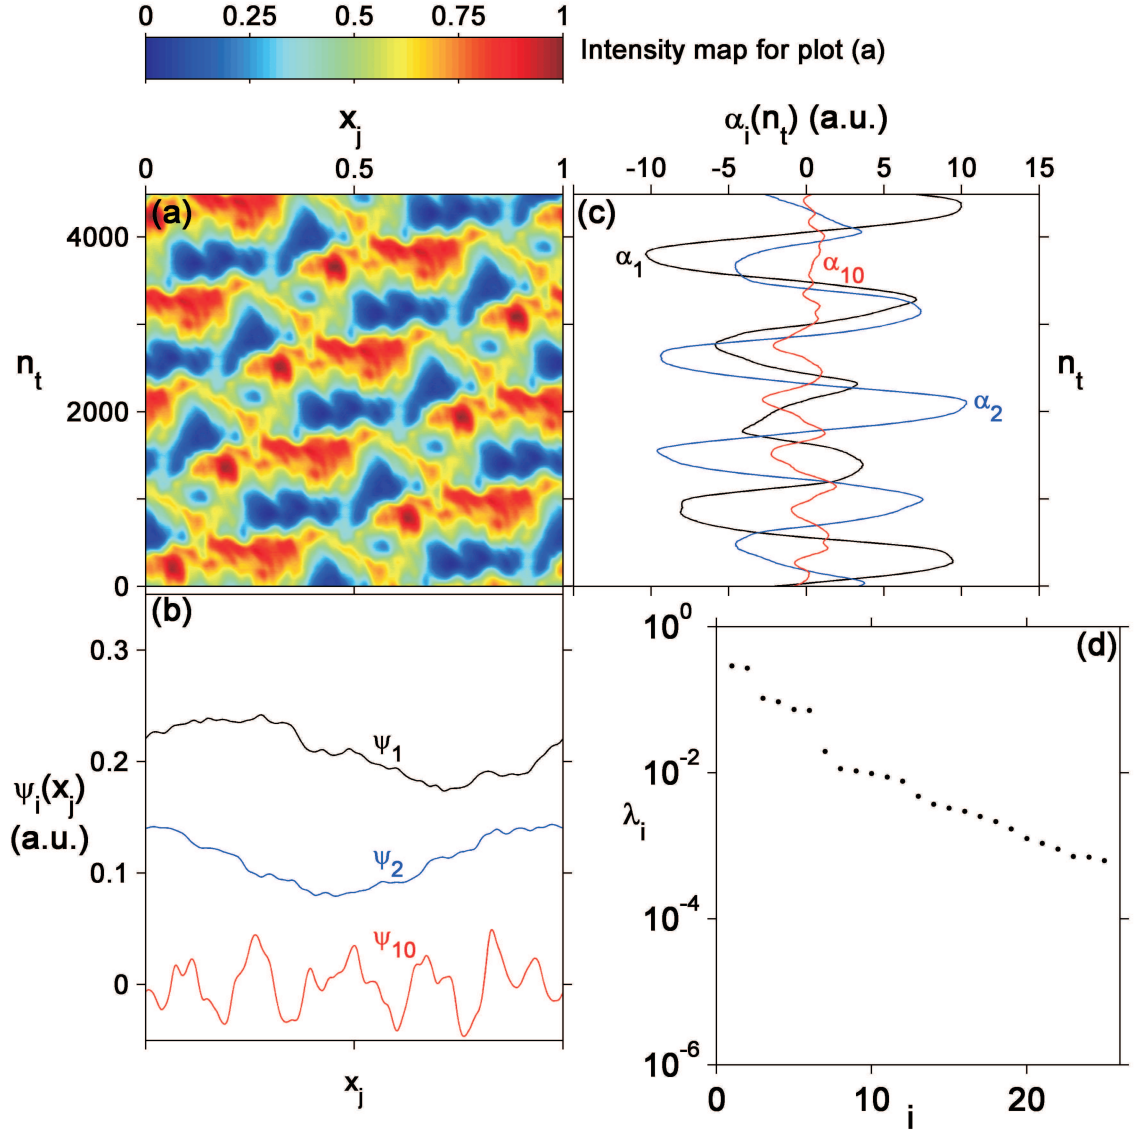 0 0.25 0.5 0.75 1
Intensity map for plot (a)
x_j
0 0.5 1
(a)
4000
2000
0
n_t
α_i(n_t) (a.u.)
-10 -5 0 5 10 15
(c)
α_1
α_10
α_2
n_t
(b)
0.3
0.2
0.1
0
ψ_i(x_j)
(a.u.)
ψ_1
ψ_2
ψ_10
x_j
(d)
10^0
10^-2
10^-4
10^-6
λ_i
0 10 20
i